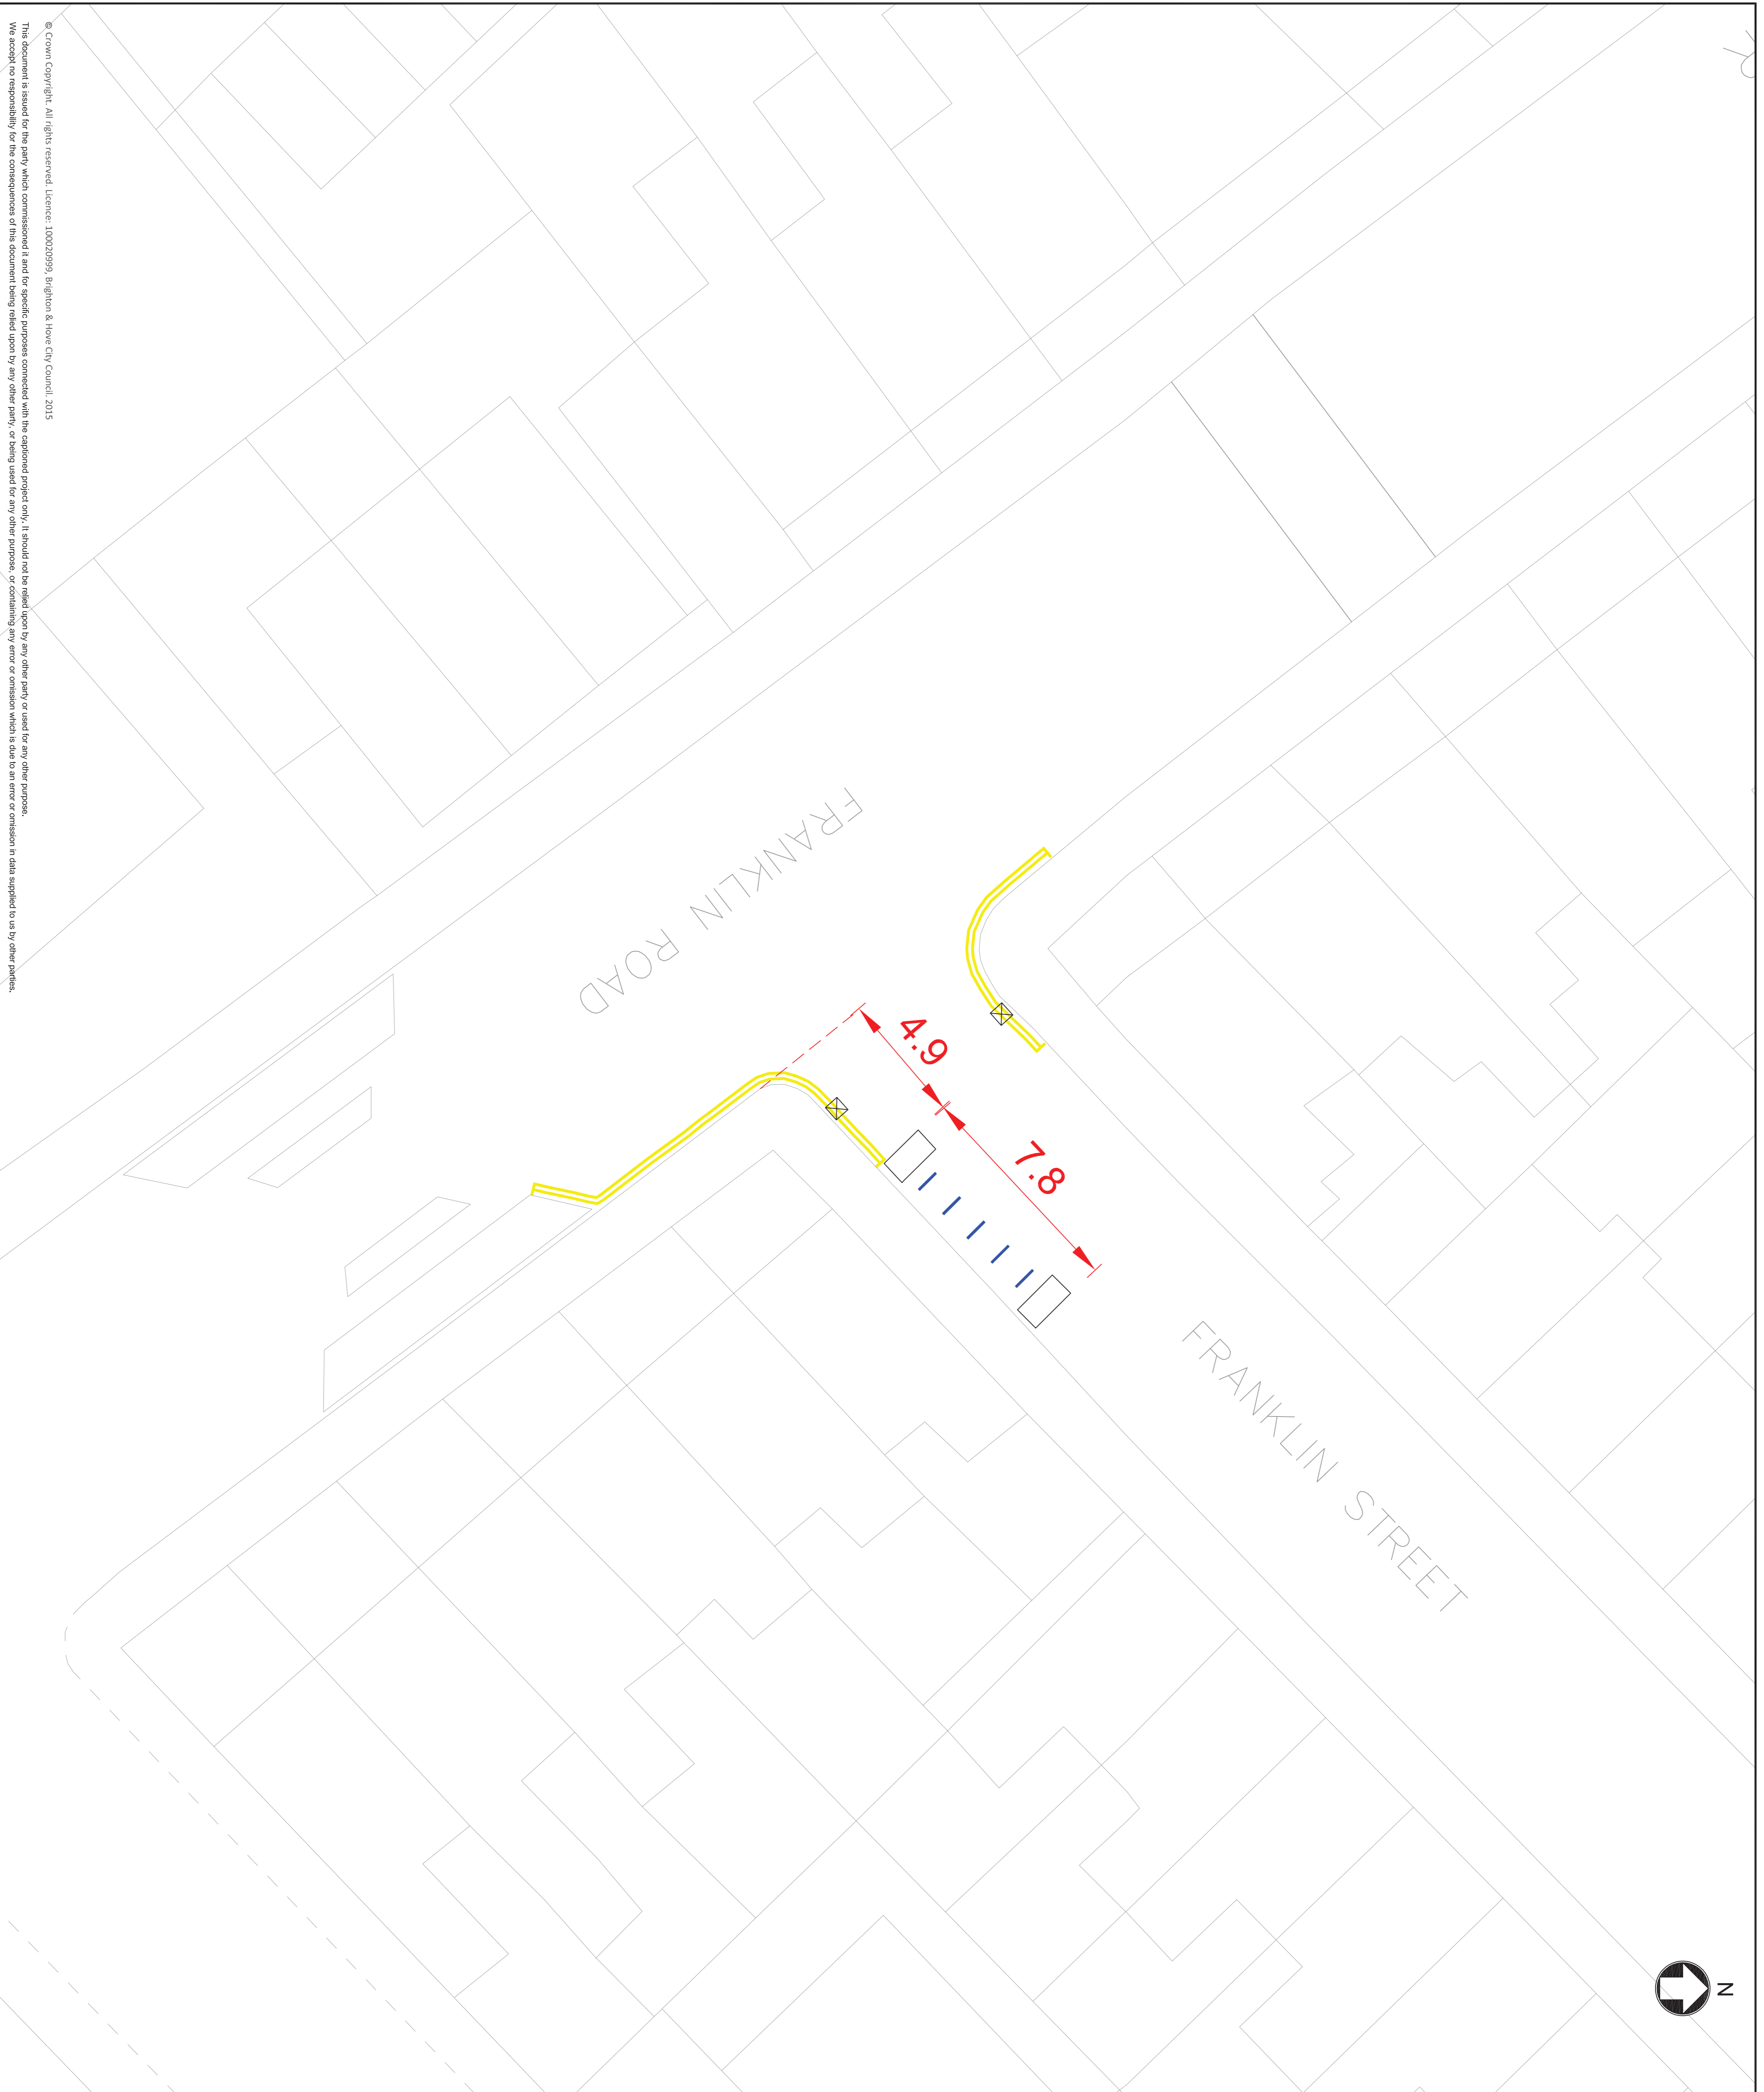 N
FRANKLIN ROAD
4.9
7.8
FRANKLIN STREET
© Crown Copyright. All rights reserved. Licence: 100020999, Brighton & Hove City Council. 2015
This document is issued for the party which commissioned it and for specific purposes connected with the captioned project only. It should not be relied upon by any other party or used for any other purpose.
We accept no responsibility for the consequences of this document being relied upon by any other party, or being used for any other purpose, or containing any error or omission which is due to an error or omission in data supplied to us by other parties.